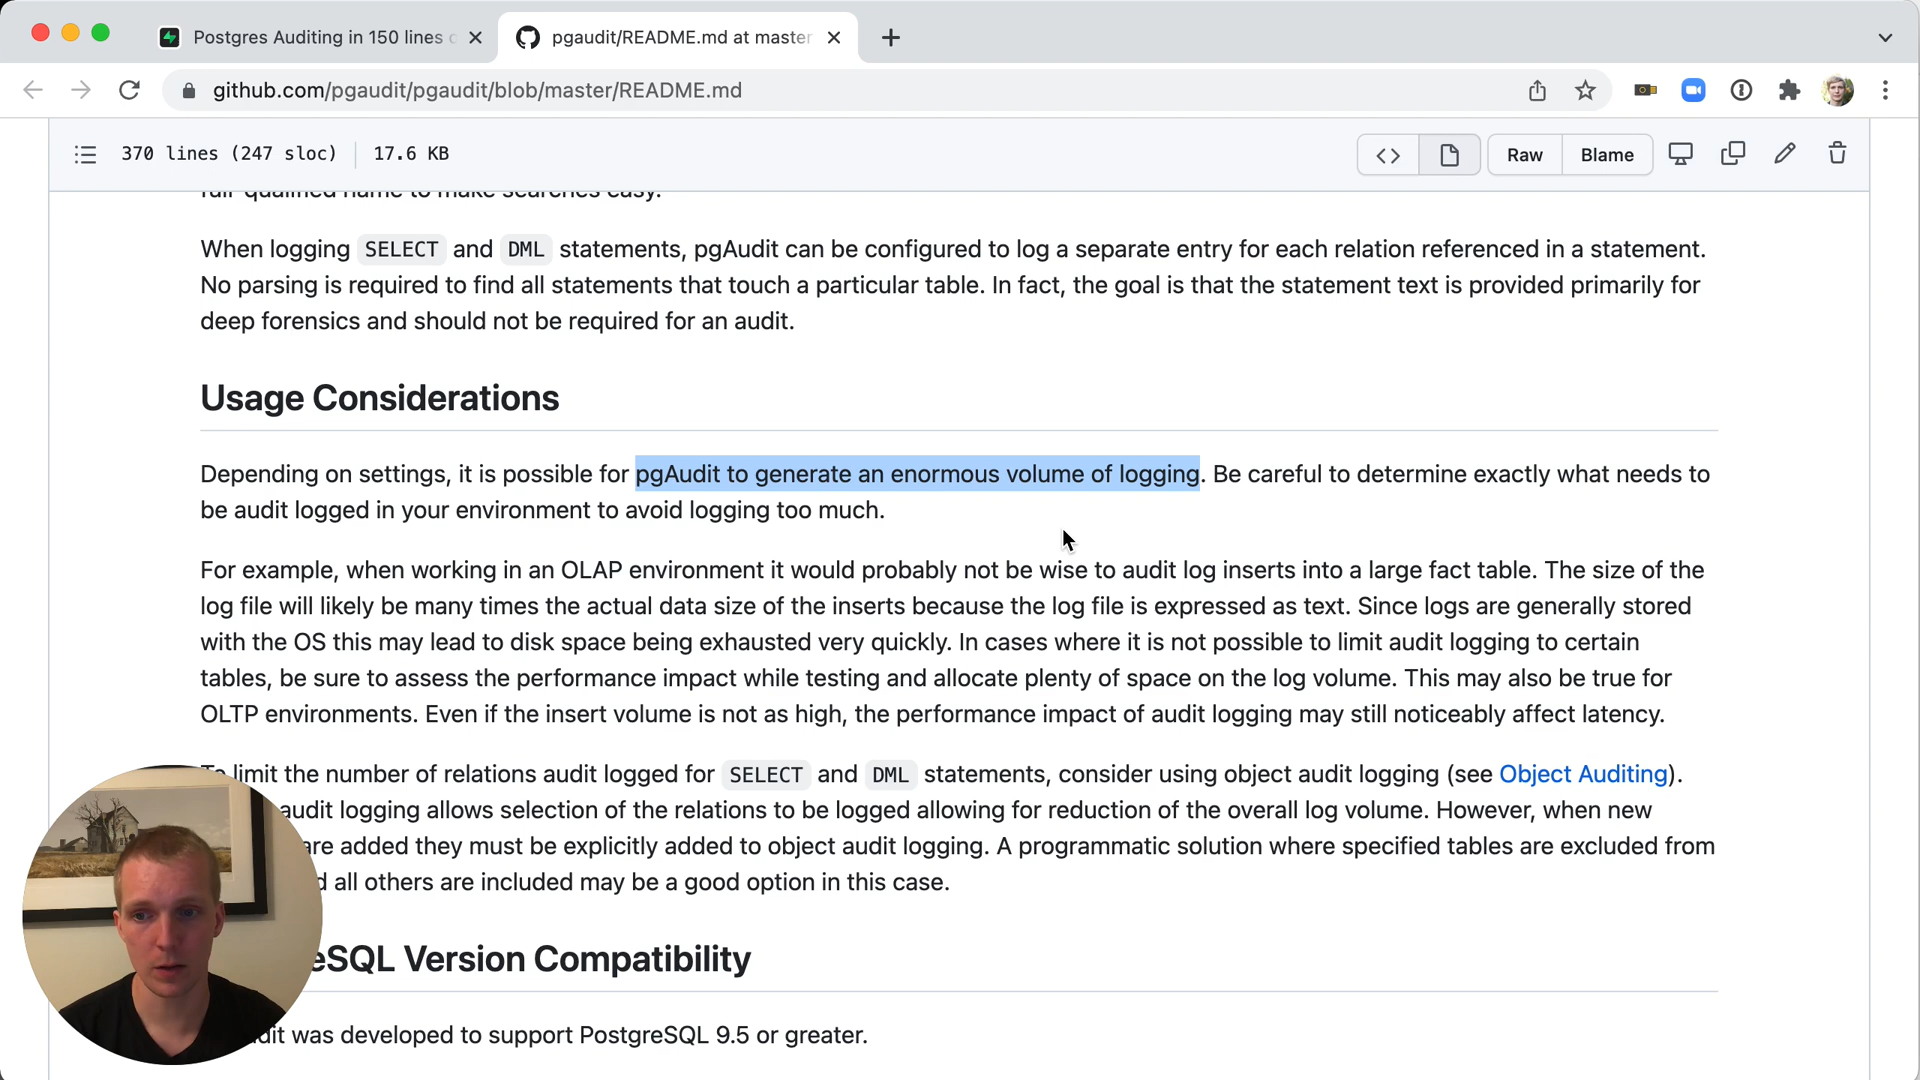 Postgres Auditing in 150 lines
pgaudit/README.md at master
github.com/pgaudit/pgaudit/blob/master/README.md
370 lines (247 sloc) 17.6 KB
Raw Blame
full-qualified name to make searches easy.
When logging SELECT and DML statements, pgAudit can be configured to log a separate entry for each relation referenced in a statement.
No parsing is required to find all statements that touch a particular table. In fact, the goal is that the statement text is provided primarily for
deep forensics and should not be required for an audit.
Usage Considerations
Depending on settings, it is possible for pgAudit to generate an enormous volume of logging. Be careful to determine exactly what needs to
be audit logged in your environment to avoid logging too much.
For example, when working in an OLAP environment it would probably not be wise to audit log inserts into a large fact table. The size of the
log file will likely be many times the actual data size of the inserts because the log file is expressed as text. Since logs are generally stored
with the OS this may lead to disk space being exhausted very quickly. In cases where it is not possible to limit audit logging to certain
tables, be sure to assess the performance impact while testing and allocate plenty of space on the log volume. This may also be true for
OLTP environments. Even if the insert volume is not as high, the performance impact of audit logging may still noticeably affect latency.
To limit the number of relations audit logged for SELECT and DML statements, consider using object audit logging (see Object Auditing).
audit logging allows selection of the relations to be logged allowing for reduction of the overall log volume. However, when new
are added they must be explicitly added to object audit logging. A programmatic solution where specified tables are excluded from
all others are included may be a good option in this case.
eSQL Version Compatibility
dit was developed to support PostgreSQL 9.5 or greater.